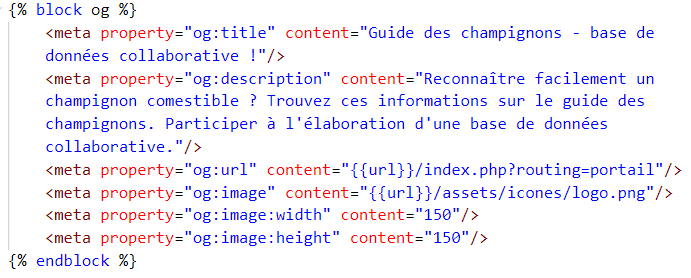 {% block og %}
<meta property="og:title" content="Guide des champignons - base de
données collaborative !"/>
<meta property="og:description" content="Reconnaître facilement un
champignon comestible ? Trouvez ces informations sur le guide des
champignons. Participer à l'élaboration d'une base de données
collaborative."/>
<meta property="og:url" content="{{url}}/index.php?routing=portail"/>
<meta property="og:image" content="{{url}}/assets/icones/logo.png"/>
<meta property="og:image:width" content="150"/>
<meta property="og:image:height" content="150"/>
{% endblock %}